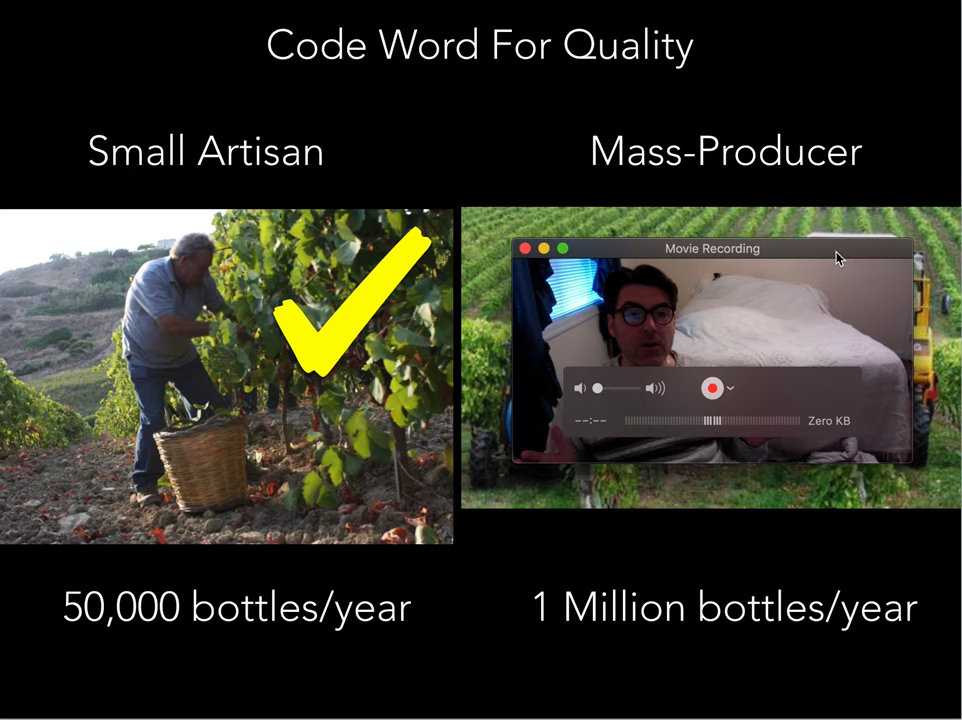 Code Word For Quality
Small Artisan
Mass-Producer
Movie Recording
--:--
Zero KB
50,000 bottles/year
1 Million bottles/year